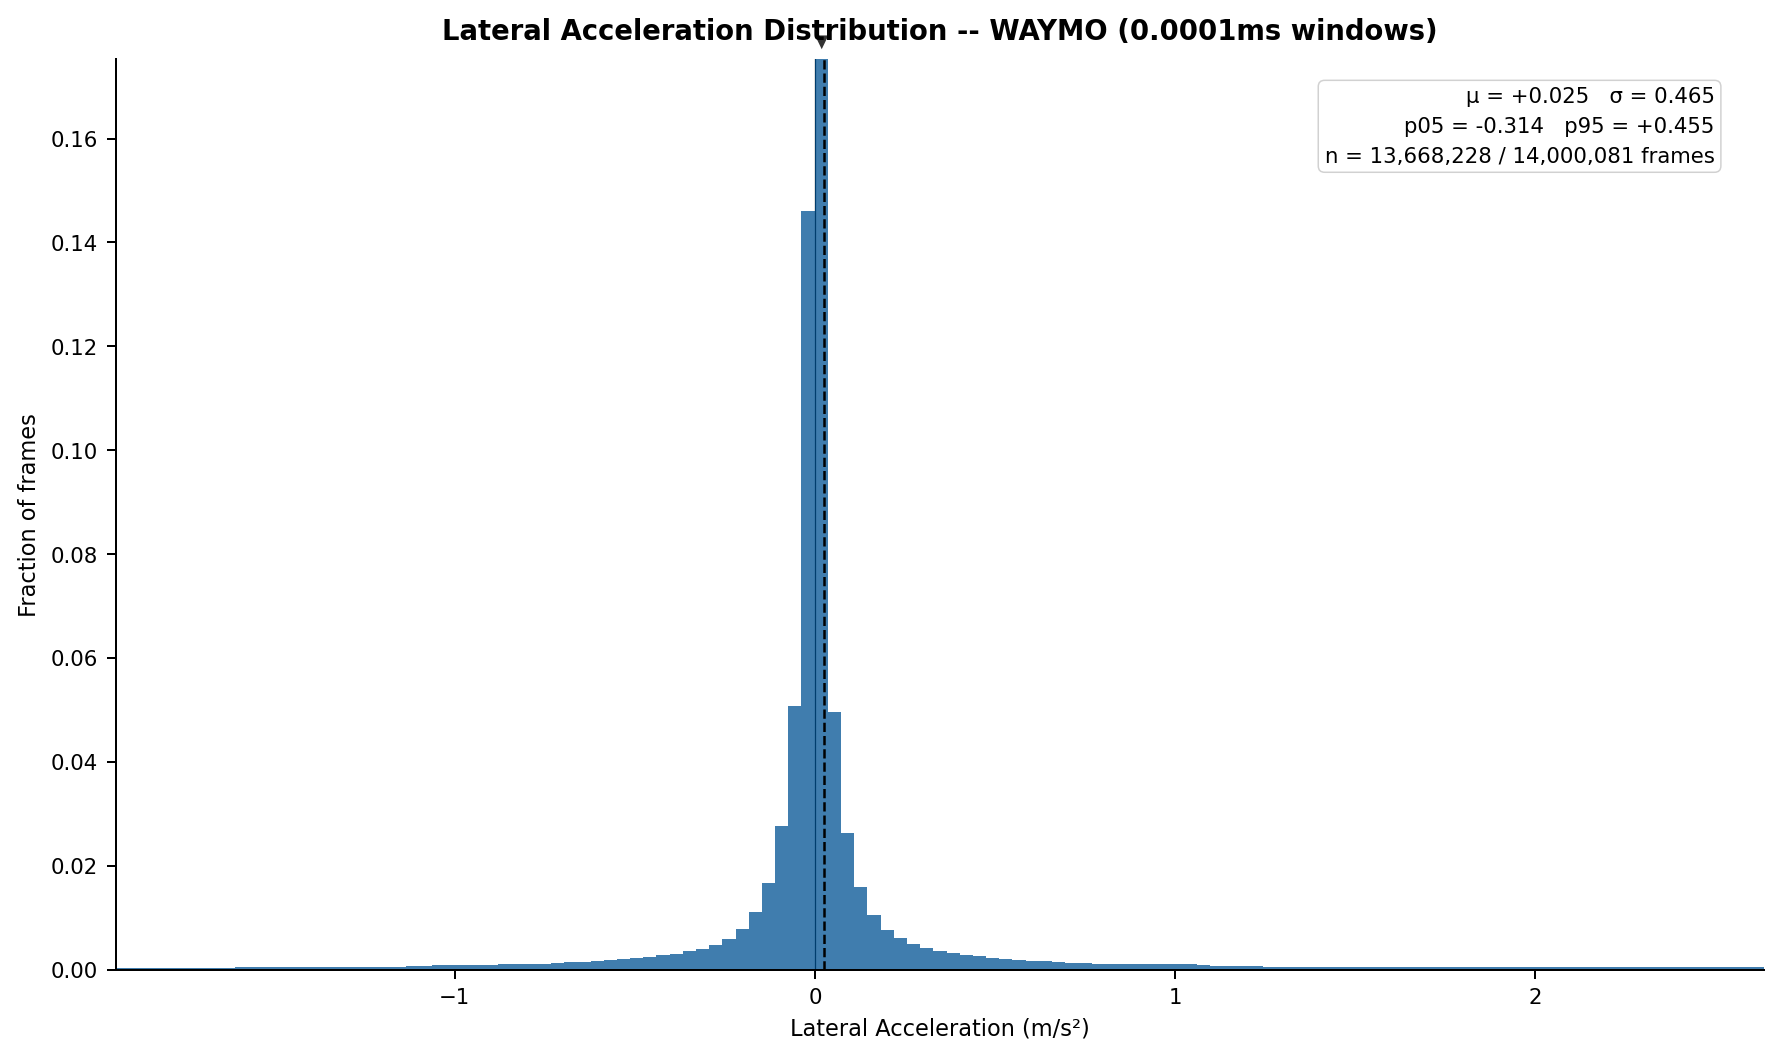 Lateral Acceleration Distribution -- WAYMO (0.0001ms windows)
μ = +0.025   σ = 0.465
p05 = -0.314   p95 = +0.455
n = 13,668,228 / 14,000,081 frames
Fraction of frames
0.16
0.14
0.12
0.10
0.08
0.06
0.04
0.02
0.00
−1
0
1
2
Lateral Acceleration (m/s²)